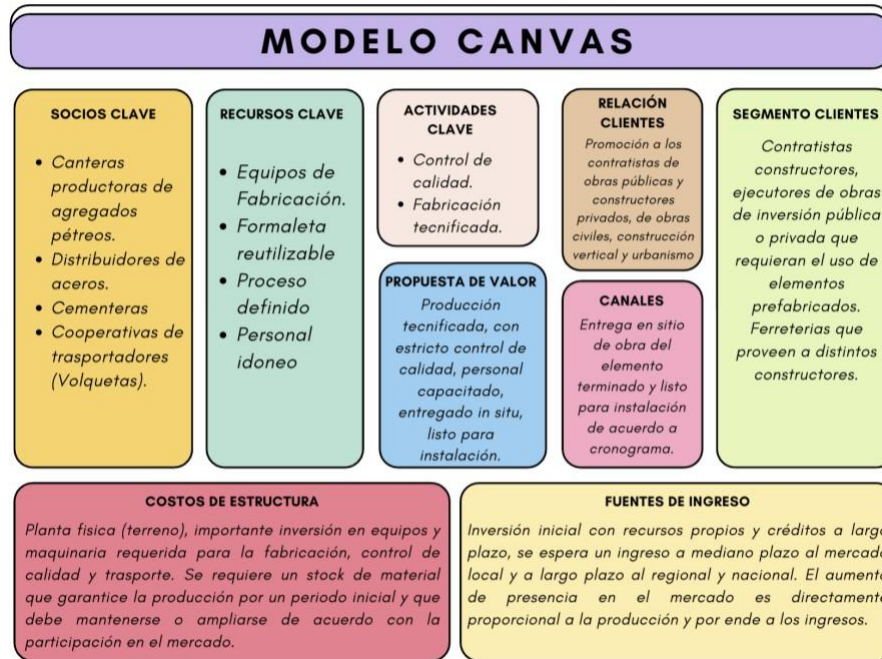 MODELO CANVAS
SOCIOS CLAVE
• Canteras
productoras de
agregados
pétreos.
• Distribuidores de
aceros.
• Cementeras
• Cooperativas de
trasportadores
(Volquetas).
RECURSOS CLAVE
• Equipos de
Fabricación.
• Formaleta
reutilizable
• Proceso
definido
• Personal
idoneo
ACTIVIDADES
CLAVE
• Control de
calidad.
• Fabricación
tecnificada.
PROPUESTA DE VALOR
Producción
tecnificada, con
estricto control de
calidad, personal
capacitado,
entregado in situ,
listo para
instalación.
RELACIÓN
CLIENTES
Promoción a los
contratistas de
obras públicas y
constructores
privados, de obras
civiles, construcción
vertical y urbanismo
CANALES
Entrega en sitio
de obra del
elemento
terminado y listo
para instalación
de acuerdo a
cronograma.
SEGMENTO CLIENTES
Contratistas
constructores,
ejecutores de obras
de inversión pública
o privada que
requieran el uso de
elementos
prefabricados.
Ferreterias que
proveen a distintos
constructores.
COSTOS DE ESTRUCTURA
Planta fisica (terreno), importante inversión en equipos y
maquinaria requerida para la fabricación, control de
calidad y trasporte. Se requiere un stock de material
que garantice la producción por un periodo inicial y que
debe mantenerse o ampliarse de acuerdo con la
participación en el mercado.
FUENTES DE INGRESO
Inversión inicial con recursos propios y créditos a largo
plazo, se espera un ingreso a mediano plazo al mercado
local y a largo plazo al regional y nacional. El aumento
de presencia en el mercado es directamente
proporcional a la producción y por ende a los ingresos.